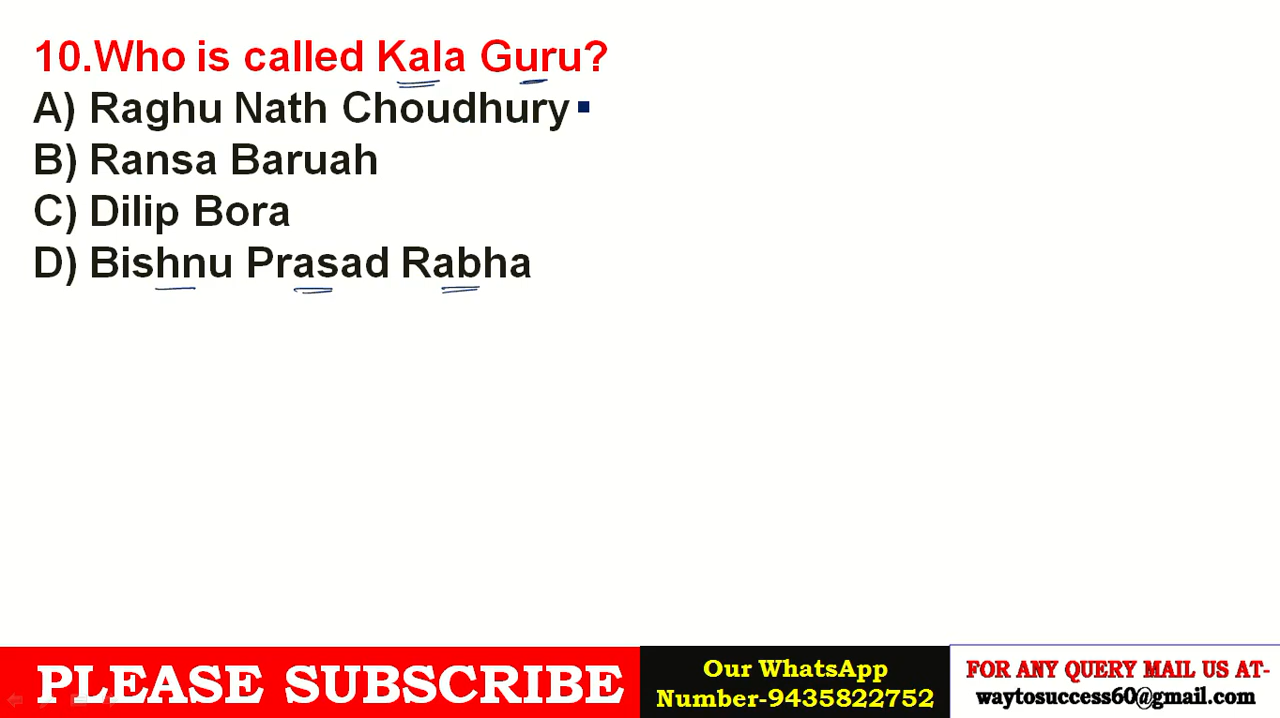 10.Who is called Kala Guru?
A) Raghu Nath Choudhury
B) Ransa Baruah
C) Dilip Bora
D) Bishnu Prasad Rabha
PLEASE SUBSCRIBE
Our WhatsApp
Number-9435822752
FOR ANY QUERY MAIL US AT-
waytosuccess60@gmail.com